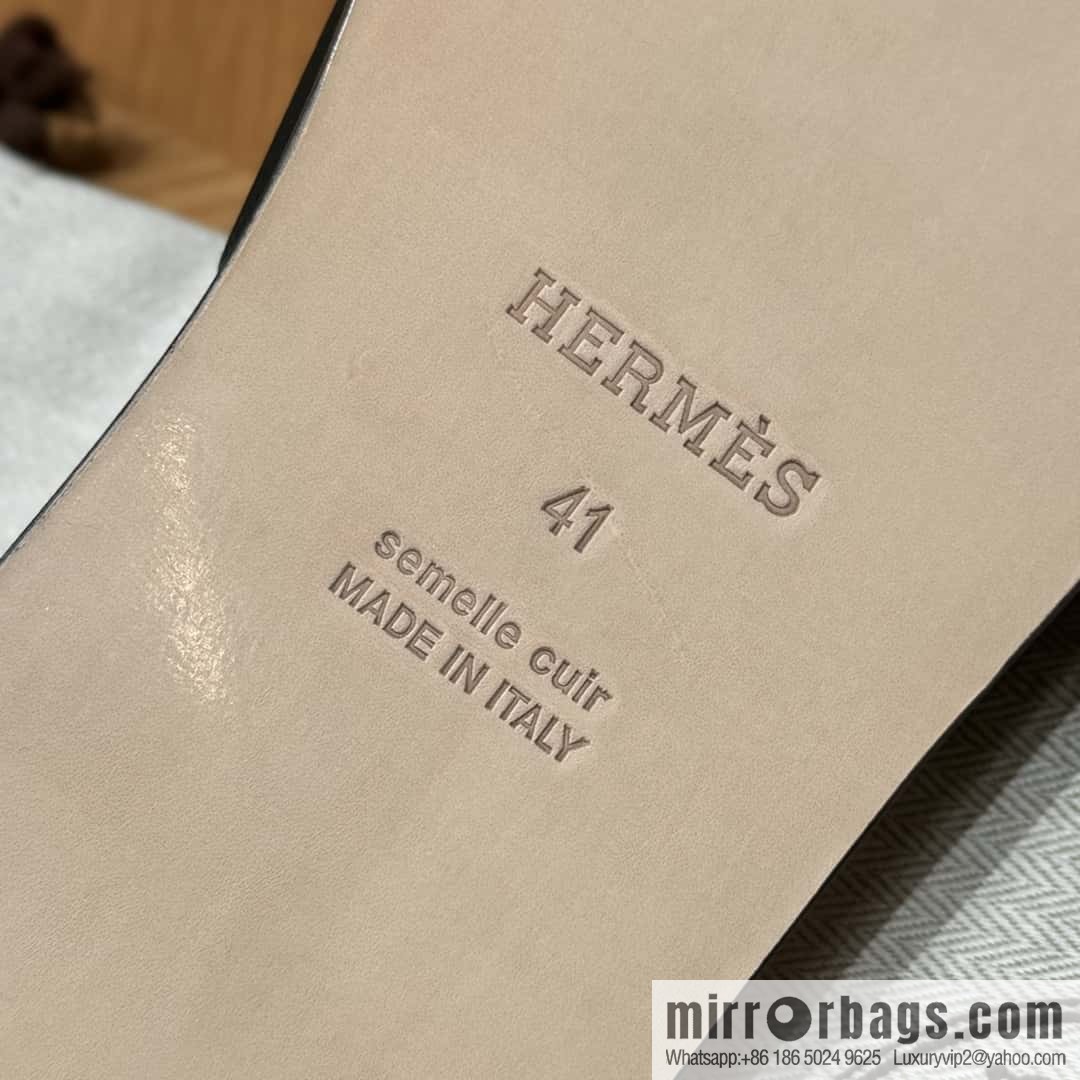 HERMÈS
41
semelle cuir
MADE IN ITALY
mirrorbags.com
Whatsapp:+86 186 5024 9625 Luxuryvip2@yahoo.com